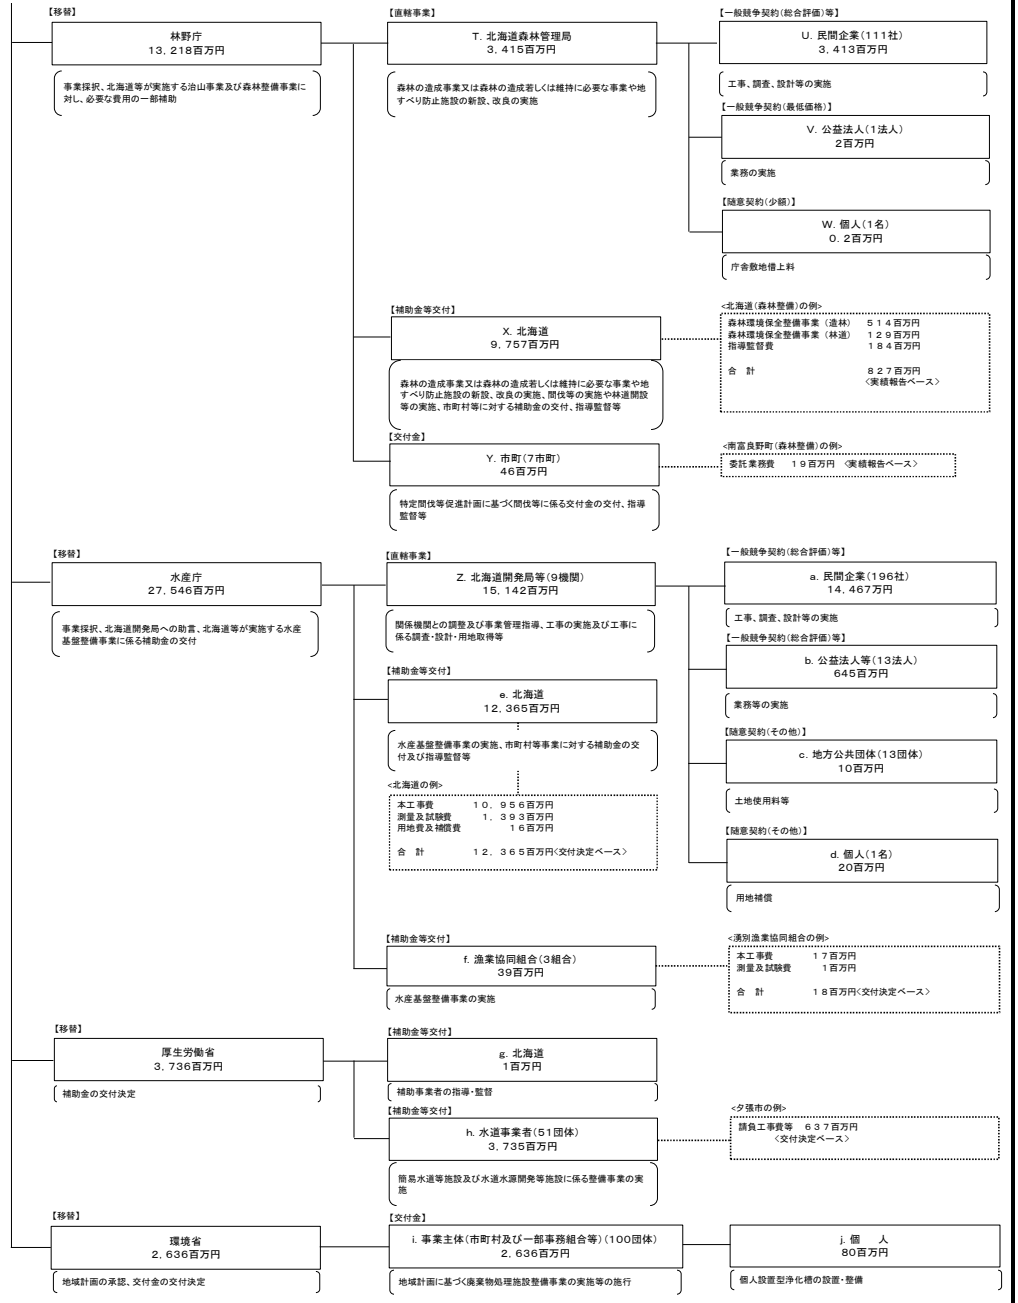 【移替】
林野庁
13,218百万円
事業採択、北海道等が実施する治山事業及び森林整備事業に
対し、必要な費用の一部補助
【直轄事業】
T. 北海道森林管理局
3,415百万円
森林の造成事業又は森林の造成若しくは維持に必要な事業や地
すべり防止施設の新設、改良の実施
【一般競争契約(総合評価)等】
U. 民間企業(111社)
3,413百万円
工事、調査、設計等の実施
【一般競争契約(最低価格)】
V. 公益法人(1法人)
2百万円
業務の実施
【随意契約(少額)】
W. 個人(1名)
0.2百万円
庁舎敷地借上料
【補助金等交付】
X. 北海道
9,757百万円
森林の造成事業又は森林の造成若しくは維持に必要な事業や地
すべり防止施設の新設、改良の実施、間伐等の実施や林道開設
等の実施、市町村等に対する補助金の交付、指導監督等
<北海道(森林整備)の例>
森林環境保全整備事業(造林) 514百万円
森林環境保全整備事業(林道) 129百万円
指導監督費 184百万円
合 計 827百万円
<実績報告ベース>
【交付金】
Y. 市町(7市町)
46百万円
特定間伐等促進計画に基づく間伐等に係る交付金の交付、指導
監督等
<南富良野町(森林整備)の例>
委託業務費 19百万円 <実績報告ベース>
【移替】
水産庁
27,546百万円
事業採択、北海道開発局への助言、北海道等が実施する水産
基盤整備事業に係る補助金の交付
【直轄事業】
Z. 北海道開発局等(9機関)
15,142百万円
関係機関との調整及び事業管理指導、工事の実施及び工事に
係る調査・設計・用地取得等
【一般競争契約(総合評価)等】
a. 民間企業(196社)
14,467百万円
工事、調査、設計等の実施
【一般競争契約(総合評価)等】
b. 公益法人等(13法人)
645百万円
業務等の実施
【随意契約(その他)】
c. 地方公共団体(13団体)
10百万円
土地使用料等
【随意契約(その他)】
d. 個人(1名)
20百万円
用地補償
【補助金等交付】
e. 北海道
12,365百万円
水産基盤整備事業の実施、市町村等事業に対する補助金の交
付及び指導監督等
<北海道の例>
本工事費 10,956百万円
測量及試験費 1,393百万円
用地費及補償費 16百万円
合 計 12,365百万円<交付決定ベース>
【補助金等交付】
f. 漁業協同組合(3組合)
39百万円
水産基盤整備事業の実施
<湧別漁業協同組合の例>
本工事費 17百万円
測量及試験費 1百万円
合 計 18百万円<交付決定ベース>
【移替】
厚生労働省
3,736百万円
補助金の交付決定
【補助金等交付】
g. 北海道
1百万円
補助事業者の指導・監督
【補助金等交付】
h. 水道事業者(51団体)
3,735百万円
簡易水道等施設及び水道水源開発等施設に係る整備事業の実
施
<夕張市の例>
請負工事費等 637百万円
<交付決定ベース>
【移替】
環境省
2,636百万円
地域計画の承認、交付金の交付決定
【交付金】
i. 事業主体(市町村及び一部事務組合等)(100団体)
2,636百万円
地域計画に基づく廃棄物処理施設整備事業の実施等の施行
j. 個 人
80百万円
個人設置型浄化槽の設置・整備